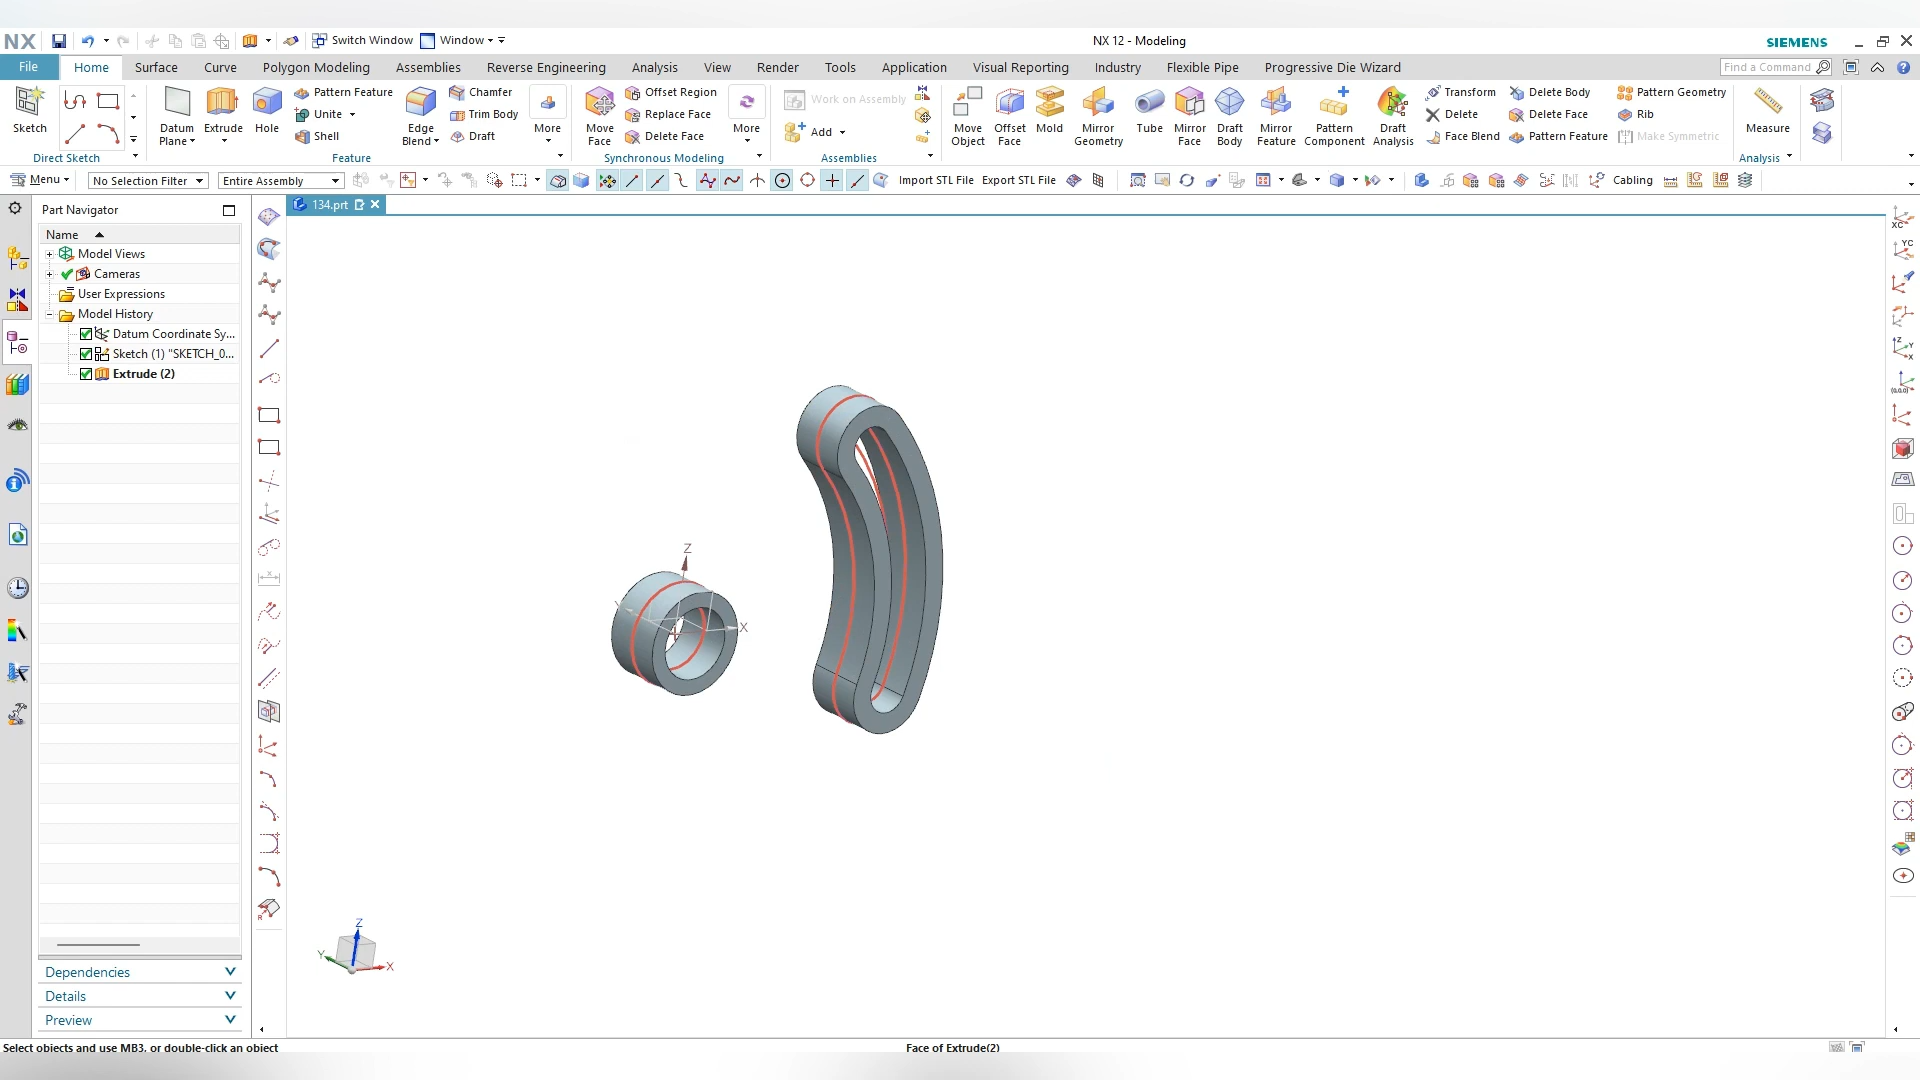 NX Switch Window Window NX 12 - Modeling SIEMENS
File Home Surface Curve Polygon Modeling Assemblies Reverse Engineering Analysis View Render Tools Application Visual Reporting Industry Flexible Pipe Progressive Die Wizard Find a Command
Sketch
Direct Sketch
Datum Plane
Extrude
Hole
Pattern Feature
Unite
Shell
Edge Blend
Chamfer
Trim Body
Draft
More
Feature
Move Face
Offset Region
Replace Face
Delete Face
More
Synchronous Modeling
Work on Assembly
Add
Assemblies
Move Object
Offset Face
Mold
Mirror Geometry
Tube
Mirror Face
Draft Body
Mirror Feature
Pattern Component
Draft Analysis
Transform
Delete
Face Blend
Delete Body
Delete Face
Pattern Feature
Pattern Geometry
Rib
Make Symmetric
Measure
Analysis
Menu No Selection Filter Entire Assembly Import STL File Export STL File Cabling
Part Navigator
134.prt
Name
Model Views
Cameras
User Expressions
Model History
Datum Coordinate Sy...
Sketch (1) "SKETCH_0...
Extrude (2)
Z
X
Y
Z
Y
X
XC
YC
Z
Y
X
(0,0,0)
R
Dependencies
Details
Preview
Select objects and use MB3, or double-click an object
Face of Extrude(2)